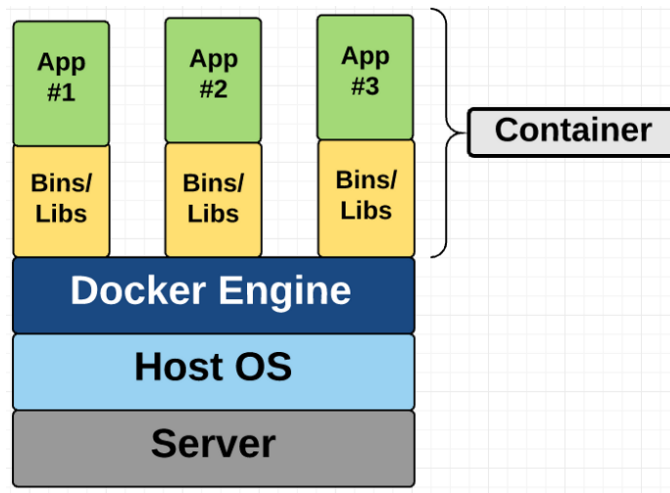 App
#1
App
#2
App
#3
Container
Bins/
Libs
Bins/
Libs
Bins/
Libs
Docker Engine
Host OS
Server